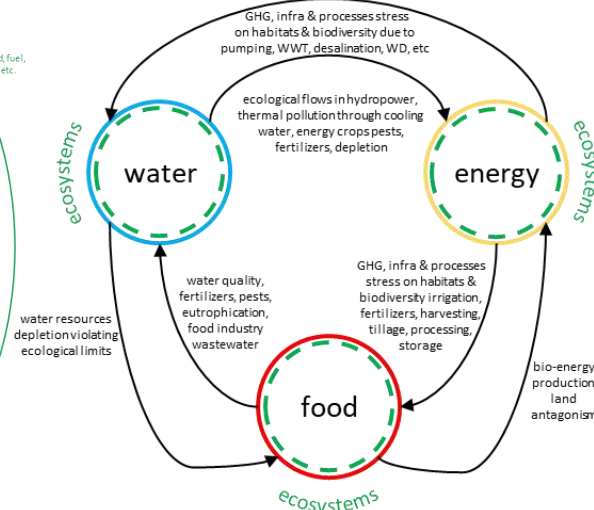 GHG, infra & processes stress
on habitats & biodiversity due to
pumping, WWT, desalination, WD, etc
fuel,
etc.
ecological flows in hydropower,
thermal pollution through cooling
water, energy crops pests,
fertilizers, depletion
ecosystems
water
energy
ecosystems
water quality,
fertilizers, pests,
eutrophication,
food industry
wastewater
GHG, infra & processes
stress on habitats &
biodiversity irrigation,
fertilizers, harvesting,
tillage, processing,
storage
water resources
depletion violating
ecological limits
bio-energy
production
land
antagonism
food
ecosystems